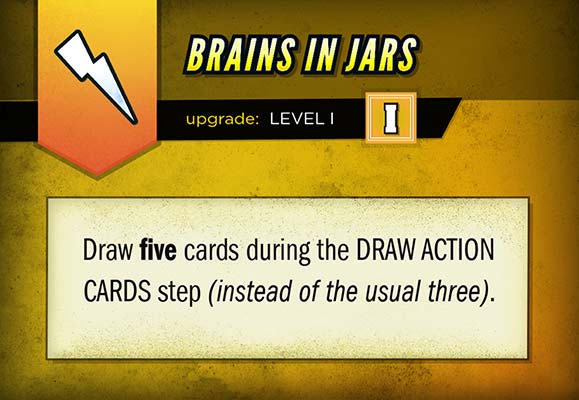 BRAINS IN JARS
upgrade: LEVEL I I
Draw five cards during the DRAW ACTION
CARDS step (instead of the usual three).